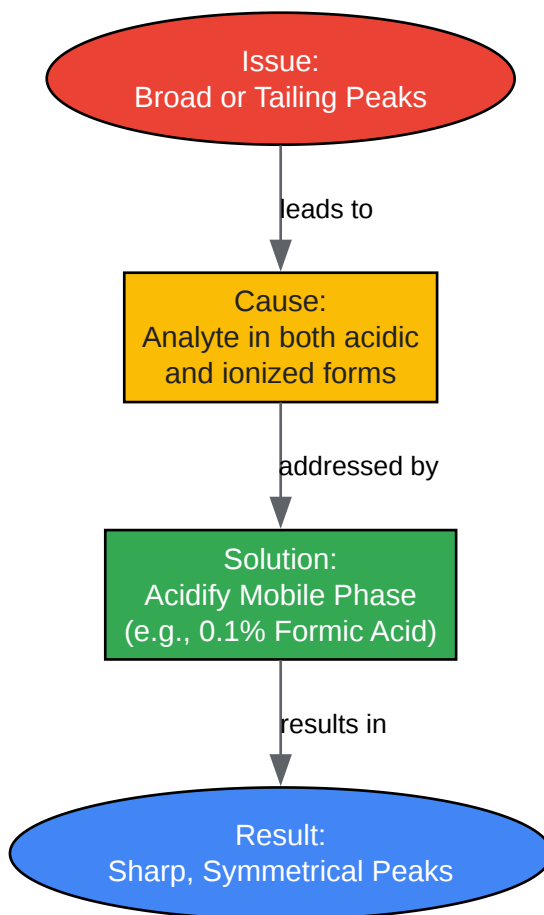 Issue:
Broad or Tailing Peaks
leads to
Cause:
Analyte in both acidic
and ionized forms
addressed by
Solution:
Acidify Mobile Phase
(e.g., 0.1% Formic Acid)
results in
Result:
Sharp, Symmetrical Peaks